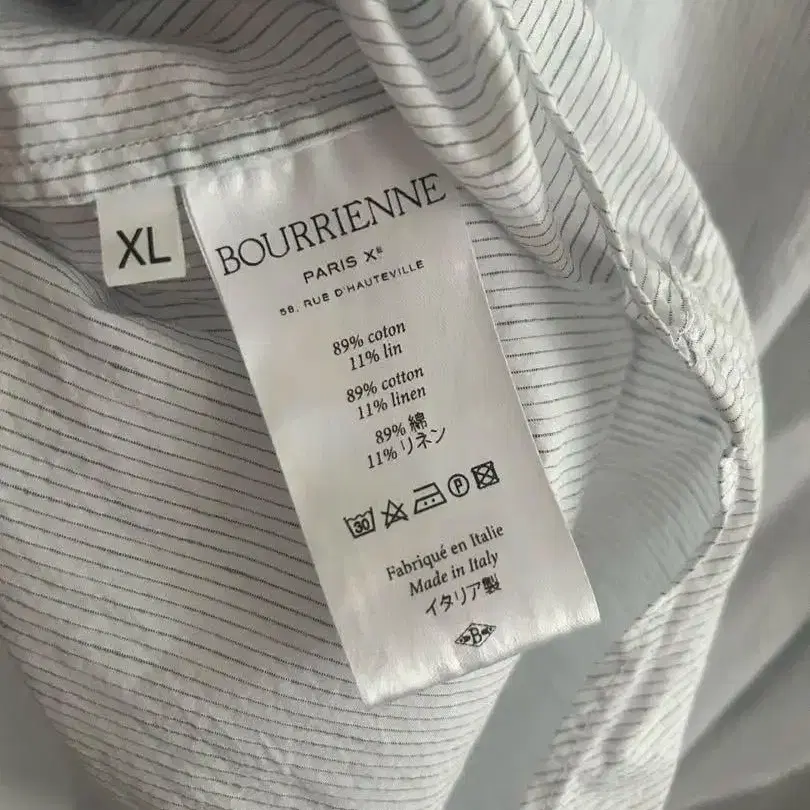 XL
BOURRIENNE
PARIS Xᴱ
58, RUE D'HAUTEVILLE
89% coton
11% lin
89% cotton
11% linen
89% 綿
11% リネン
30 P
Fabriqué en Italie
Made in Italy
イタリア製
B